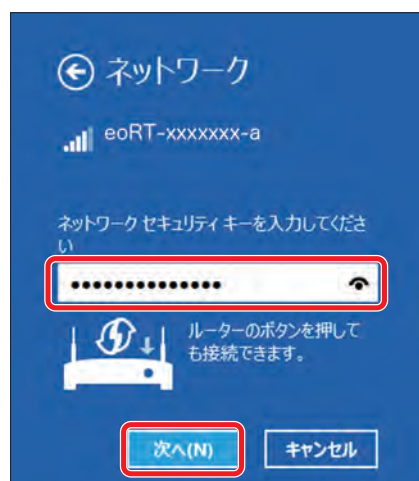 ネットワーク
eoRT-xxxxxxx-a
ネットワーク セキュリティ キーを入力してくださ
い
••••••••••••••
ルーターのボタンを押して
も接続できます。
次へ(N)
キャンセル